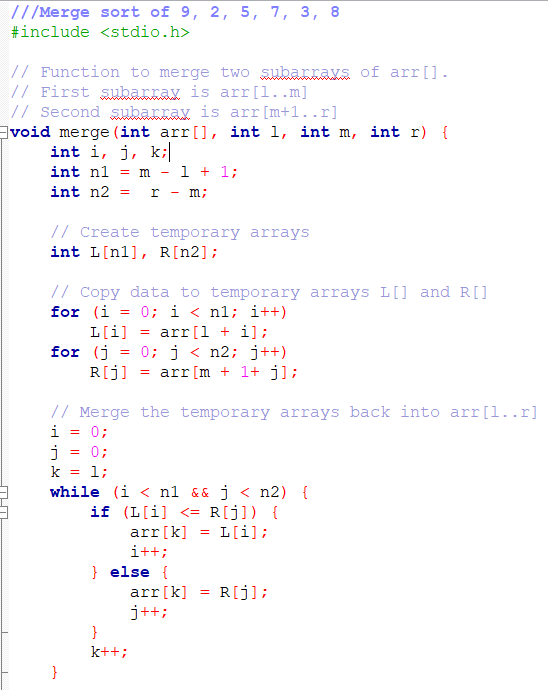 ///Merge sort of 9, 2, 5, 7, 3, 8
#include <stdio.h>

// Function to merge two subarrays of arr[].
// First subarray is arr[l..m]
// Second subarray is arr[m+1..r]
void merge(int arr[], int l, int m, int r) {
    int i, j, k;
    int n1 = m - l + 1;
    int n2 =  r - m;

    // Create temporary arrays
    int L[n1], R[n2];

    // Copy data to temporary arrays L[] and R[]
    for (i = 0; i < n1; i++)
        L[i] = arr[l + i];
    for (j = 0; j < n2; j++)
        R[j] = arr[m + 1+ j];

    // Merge the temporary arrays back into arr[l..r]
    i = 0;
    j = 0;
    k = l;
    while (i < n1 && j < n2) {
        if (L[i] <= R[j]) {
            arr[k] = L[i];
            i++;
        } else {
            arr[k] = R[j];
            j++;
        }
        k++;
    }